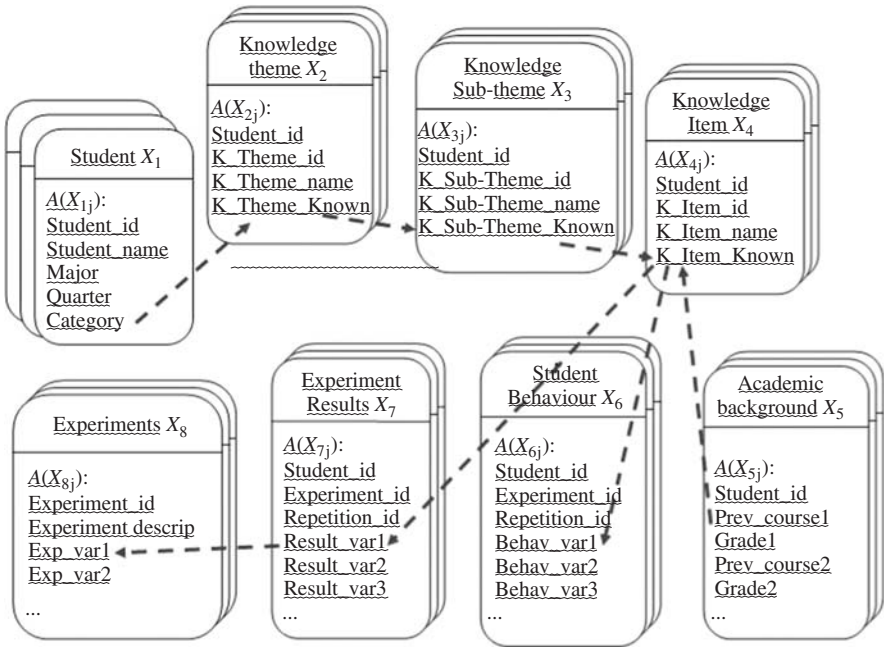 Student X1
A(X1j):
Student_id
Student_name
Major
Quarter
Category
Knowledge
theme X2
A(X2j):
Student_id
K_Theme_id
K_Theme_name
K_Theme_Known
Knowledge
Sub-theme X3
A(X3j):
Student_id
K_Sub-Theme_id
K_Sub-Theme_name
K_Sub-Theme_Known
Knowledge
Item X4
A(X4j):
Student_id
K_Item_id
K_Item_name
K_Item_Known
Experiments X8
A(X8j):
Experiment_id
Experiment descrip
Exp_var1
Exp_var2
...
Experiment
Results X7
A(X7j):
Student_id
Experiment_id
Repetition_id
Result_var1
Result_var2
Result_var3
...
Student
Behaviour X6
A(X6j):
Student_id
Experiment_id
Repetition_id
Behav_var1
Behav_var2
Behav_var3
...
Academic
background X5
A(X5j):
Student_id
Prev_course1
Grade1
Prev_course2
Grade2
...